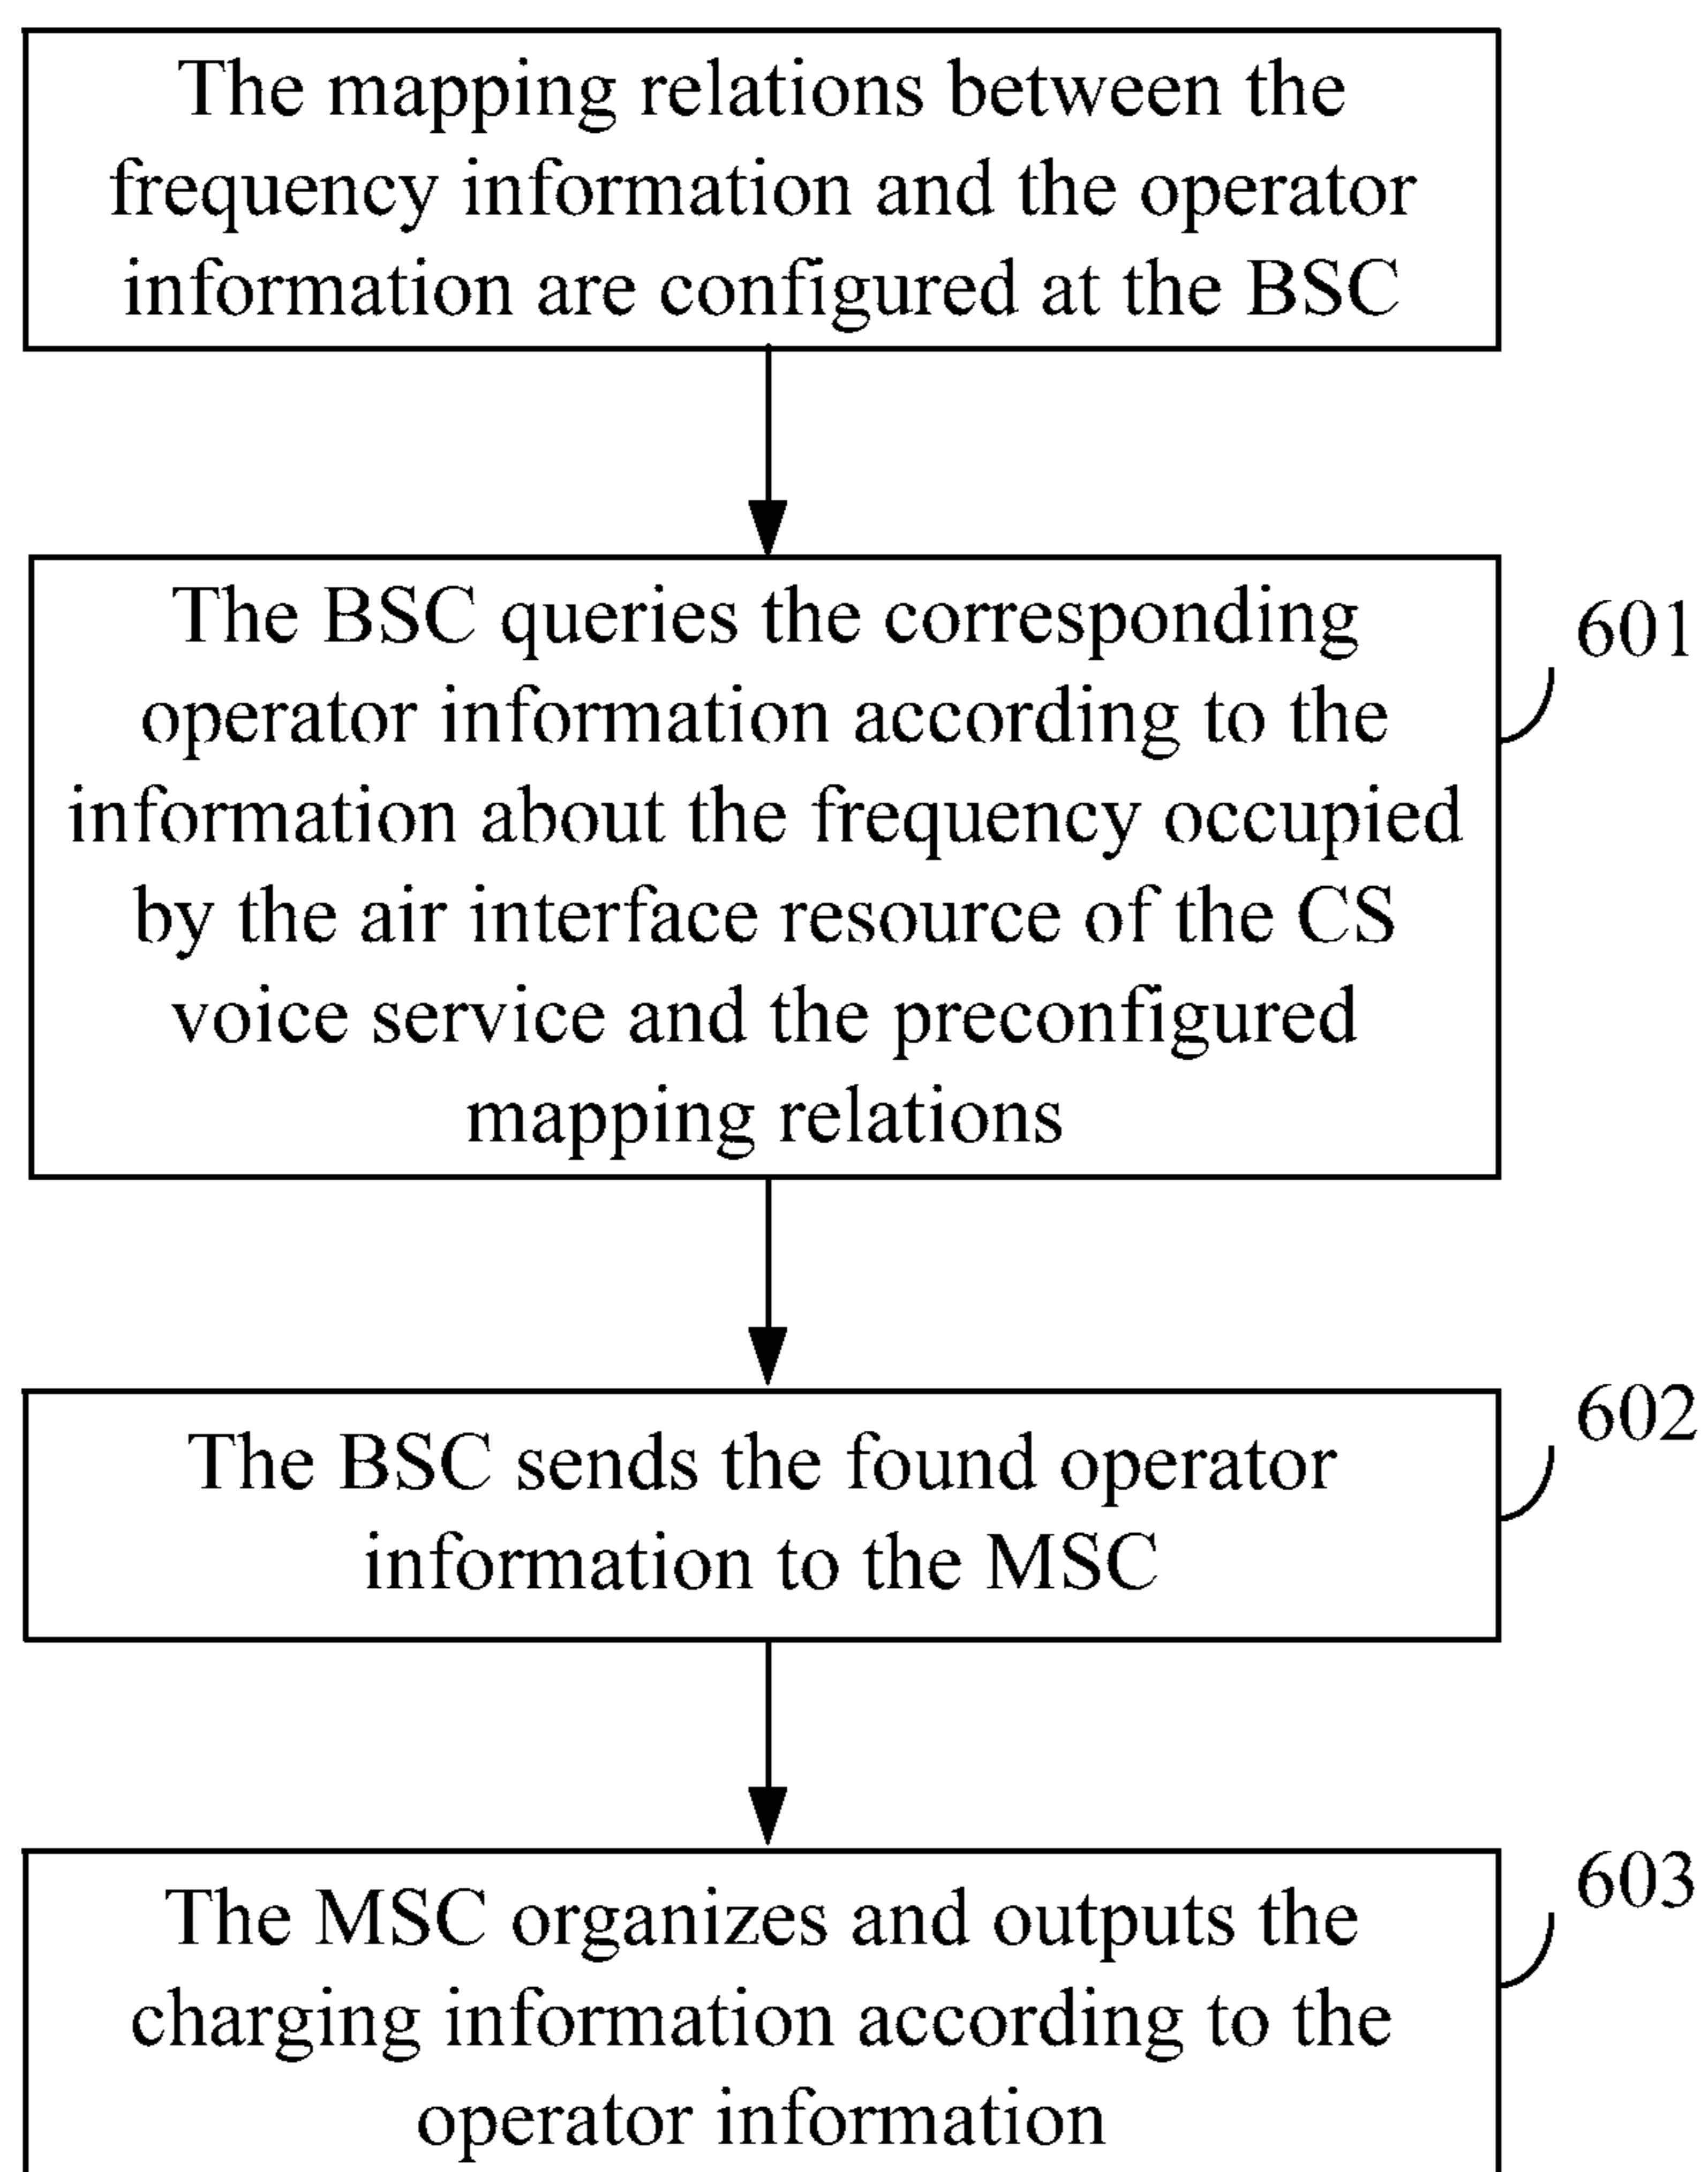 The mapping relations between the
frequency information and the operator
information are configured at the BSC
The BSC queries the corresponding
operator information according to the
information about the frequency occupied
by the air interface resource of the CS
voice service and the preconfigured
mapping relations
601
The BSC sends the found operator
information to the MSC
602
The MSC organizes and outputs the
charging information according to the
operator information
603